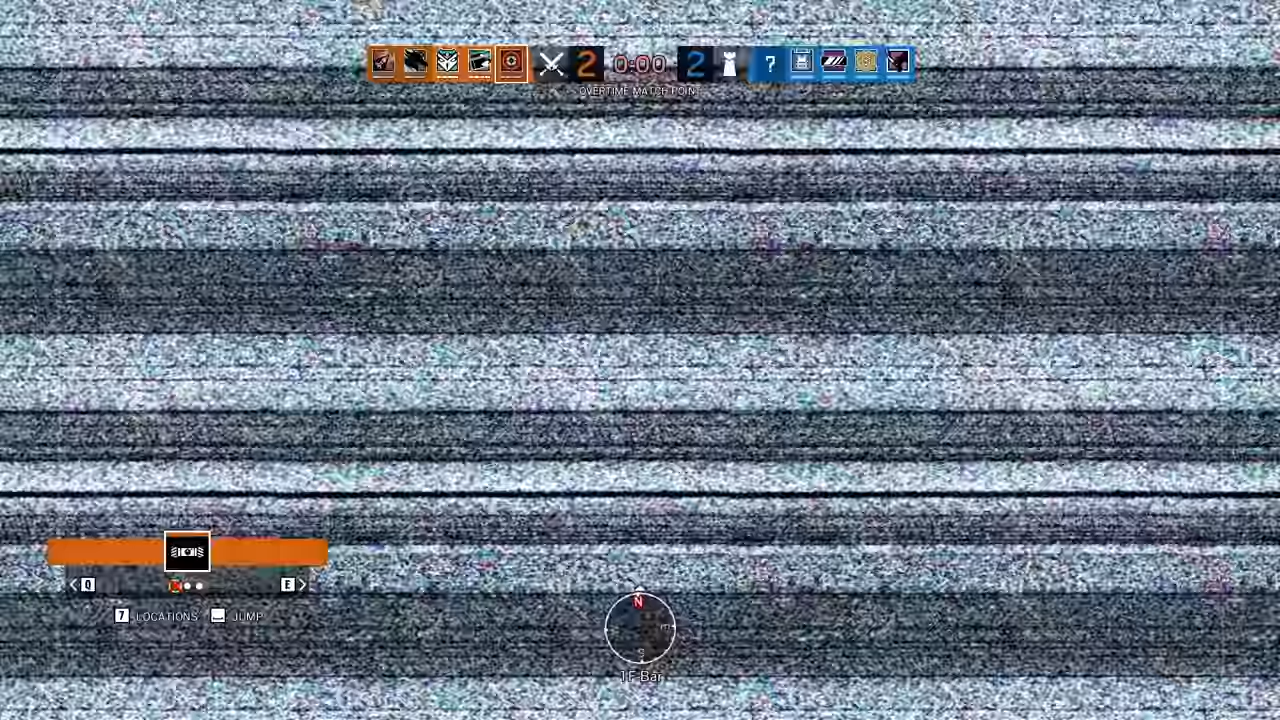 2 0:00 2 ?
OVERTIME MATCH POINT
Q E
7 LOCATIONS JUMP
N
S
1F Bar